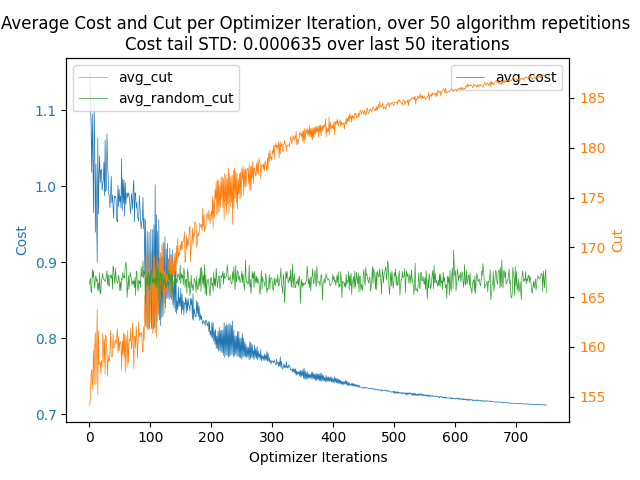 Average Cost and Cut per Optimizer Iteration, over 50 algorithm repetitions
Cost tail STD: 0.000635 over last 50 iterations
avg_cut
avg_random_cut
avg_cost
1.1
1.0
0.9
0.8
0.7
Cost
185
180
175
170
165
160
155
Cut
0 100 200 300 400 500 600 700
Optimizer Iterations